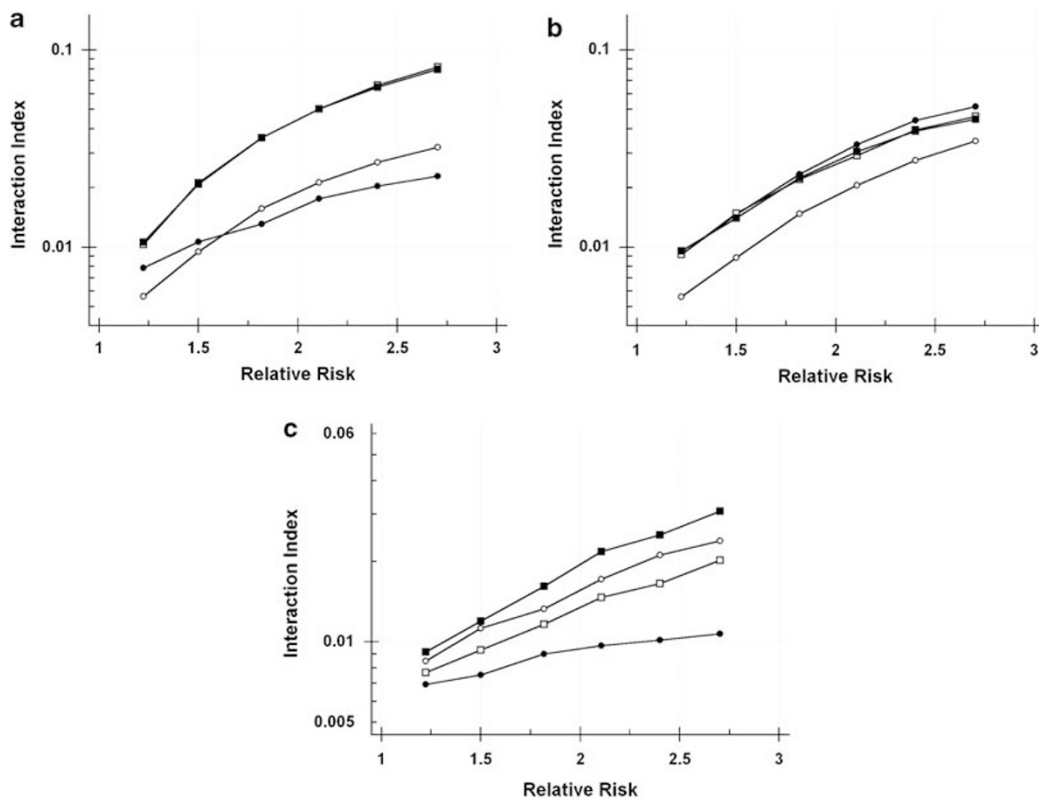 a
0.1
0.01
Interaction Index
1 1.5 2 2.5 3
Relative Risk
b
0.1
0.01
Interaction Index
1 1.5 2 2.5 3
Relative Risk
c
0.06
0.01
0.005
Interaction Index
1 1.5 2 2.5 3
Relative Risk